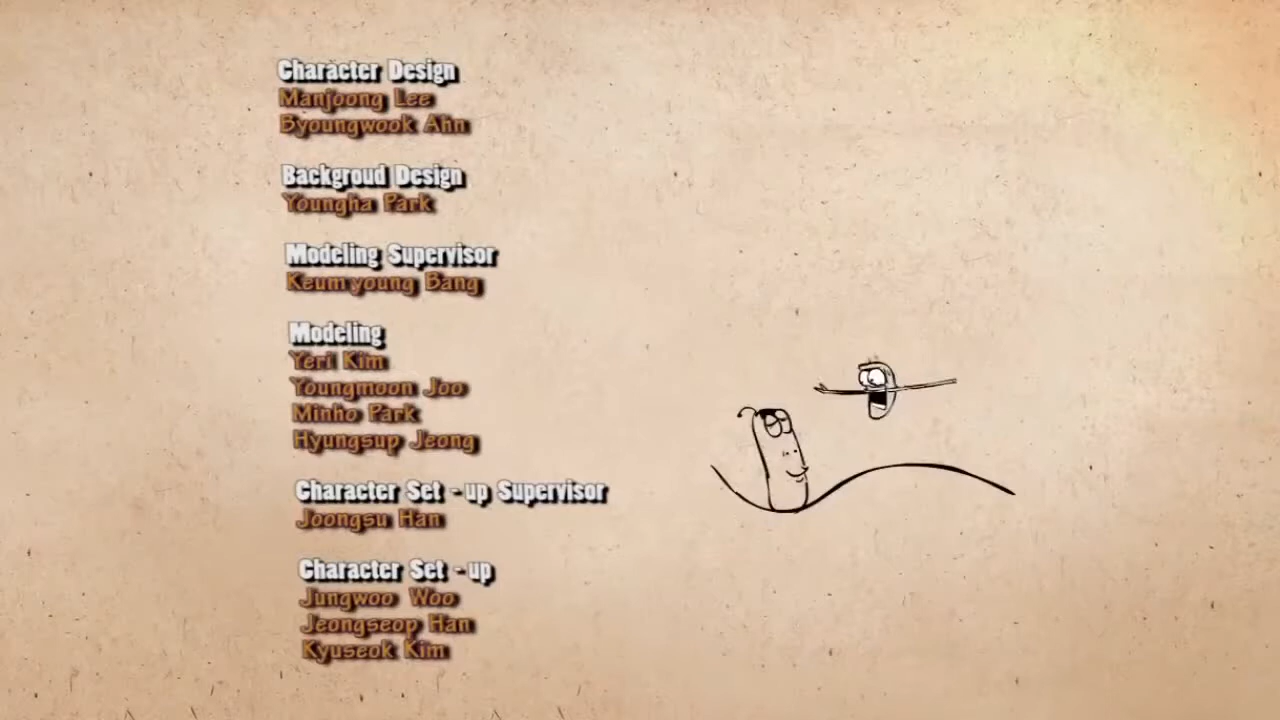 Character Design
Manjoong Lee
Byoungwook Ahn
Backgroud Design
Youngha Park
Modeling Supervisor
Keumyoung Bang
Modeling
Yeri Kim
Youngmoon Joo
Minho Park
Hyungsup Jeong
Character Set -up Supervisor
Joongsu Han
Character Set -up
Jungwoo Woo
Jeongseop Han
Kyuseok Kim